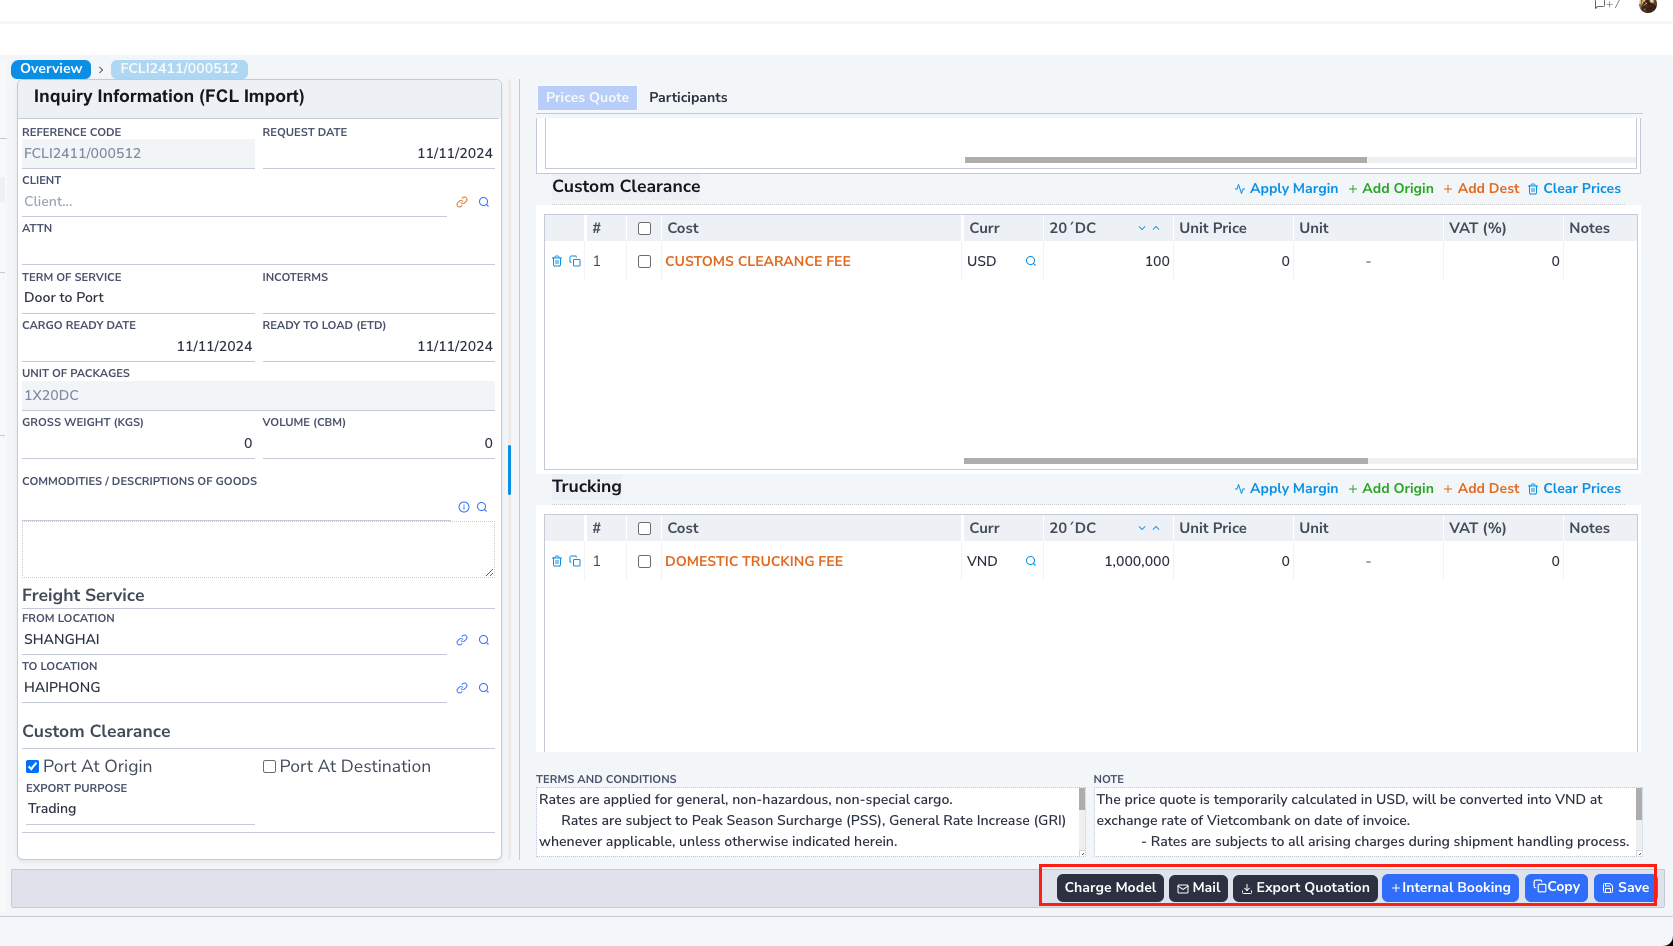 +7
Overview > FCLI2411/000512
Inquiry Information (FCL Import)
REFERENCE CODE
FCLI2411/000512
REQUEST DATE
11/11/2024
CLIENT
Client...
ATTN
TERM OF SERVICE
Door to Port
INCOTERMS
CARGO READY DATE
11/11/2024
READY TO LOAD (ETD)
11/11/2024
UNIT OF PACKAGES
1X20DC
GROSS WEIGHT (KGS)
0
VOLUME (CBM)
0
COMMODITIES / DESCRIPTIONS OF GOODS
Freight Service
FROM LOCATION
SHANGHAI
TO LOCATION
HAIPHONG
Custom Clearance
Port At Origin
Port At Destination
EXPORT PURPOSE
Trading
Prices Quote Participants
Custom Clearance
Apply Margin + Add Origin + Add Dest Clear Prices
# Cost Curr 20´DC Unit Price Unit VAT (%) Notes
1 CUSTOMS CLEARANCE FEE USD 100 0 - 0
Trucking
Apply Margin + Add Origin + Add Dest Clear Prices
# Cost Curr 20´DC Unit Price Unit VAT (%) Notes
1 DOMESTIC TRUCKING FEE VND 1,000,000 0 - 0
TERMS AND CONDITIONS
Rates are applied for general, non-hazardous, non-special cargo.
Rates are subject to Peak Season Surcharge (PSS), General Rate Increase (GRI)
whenever applicable, unless otherwise indicated herein.
NOTE
The price quote is temporarily calculated in USD, will be converted into VND at
exchange rate of Vietcombank on date of invoice.
- Rates are subjects to all arising charges during shipment handling process.
Charge Model Mail Export Quotation +Internal Booking Copy Save